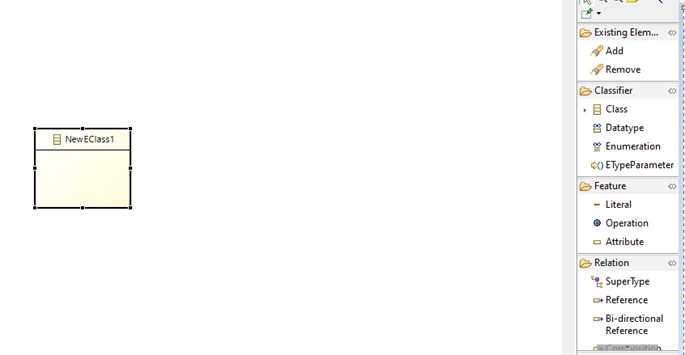 Existing Elem...
Add
Remove
Classifier
NewEClass1
Class
Datatype
Enumeration
ETypeParameter
Feature
Literal
Operation
Attribute
Relation
SuperType
Reference
Bi-directional
Reference